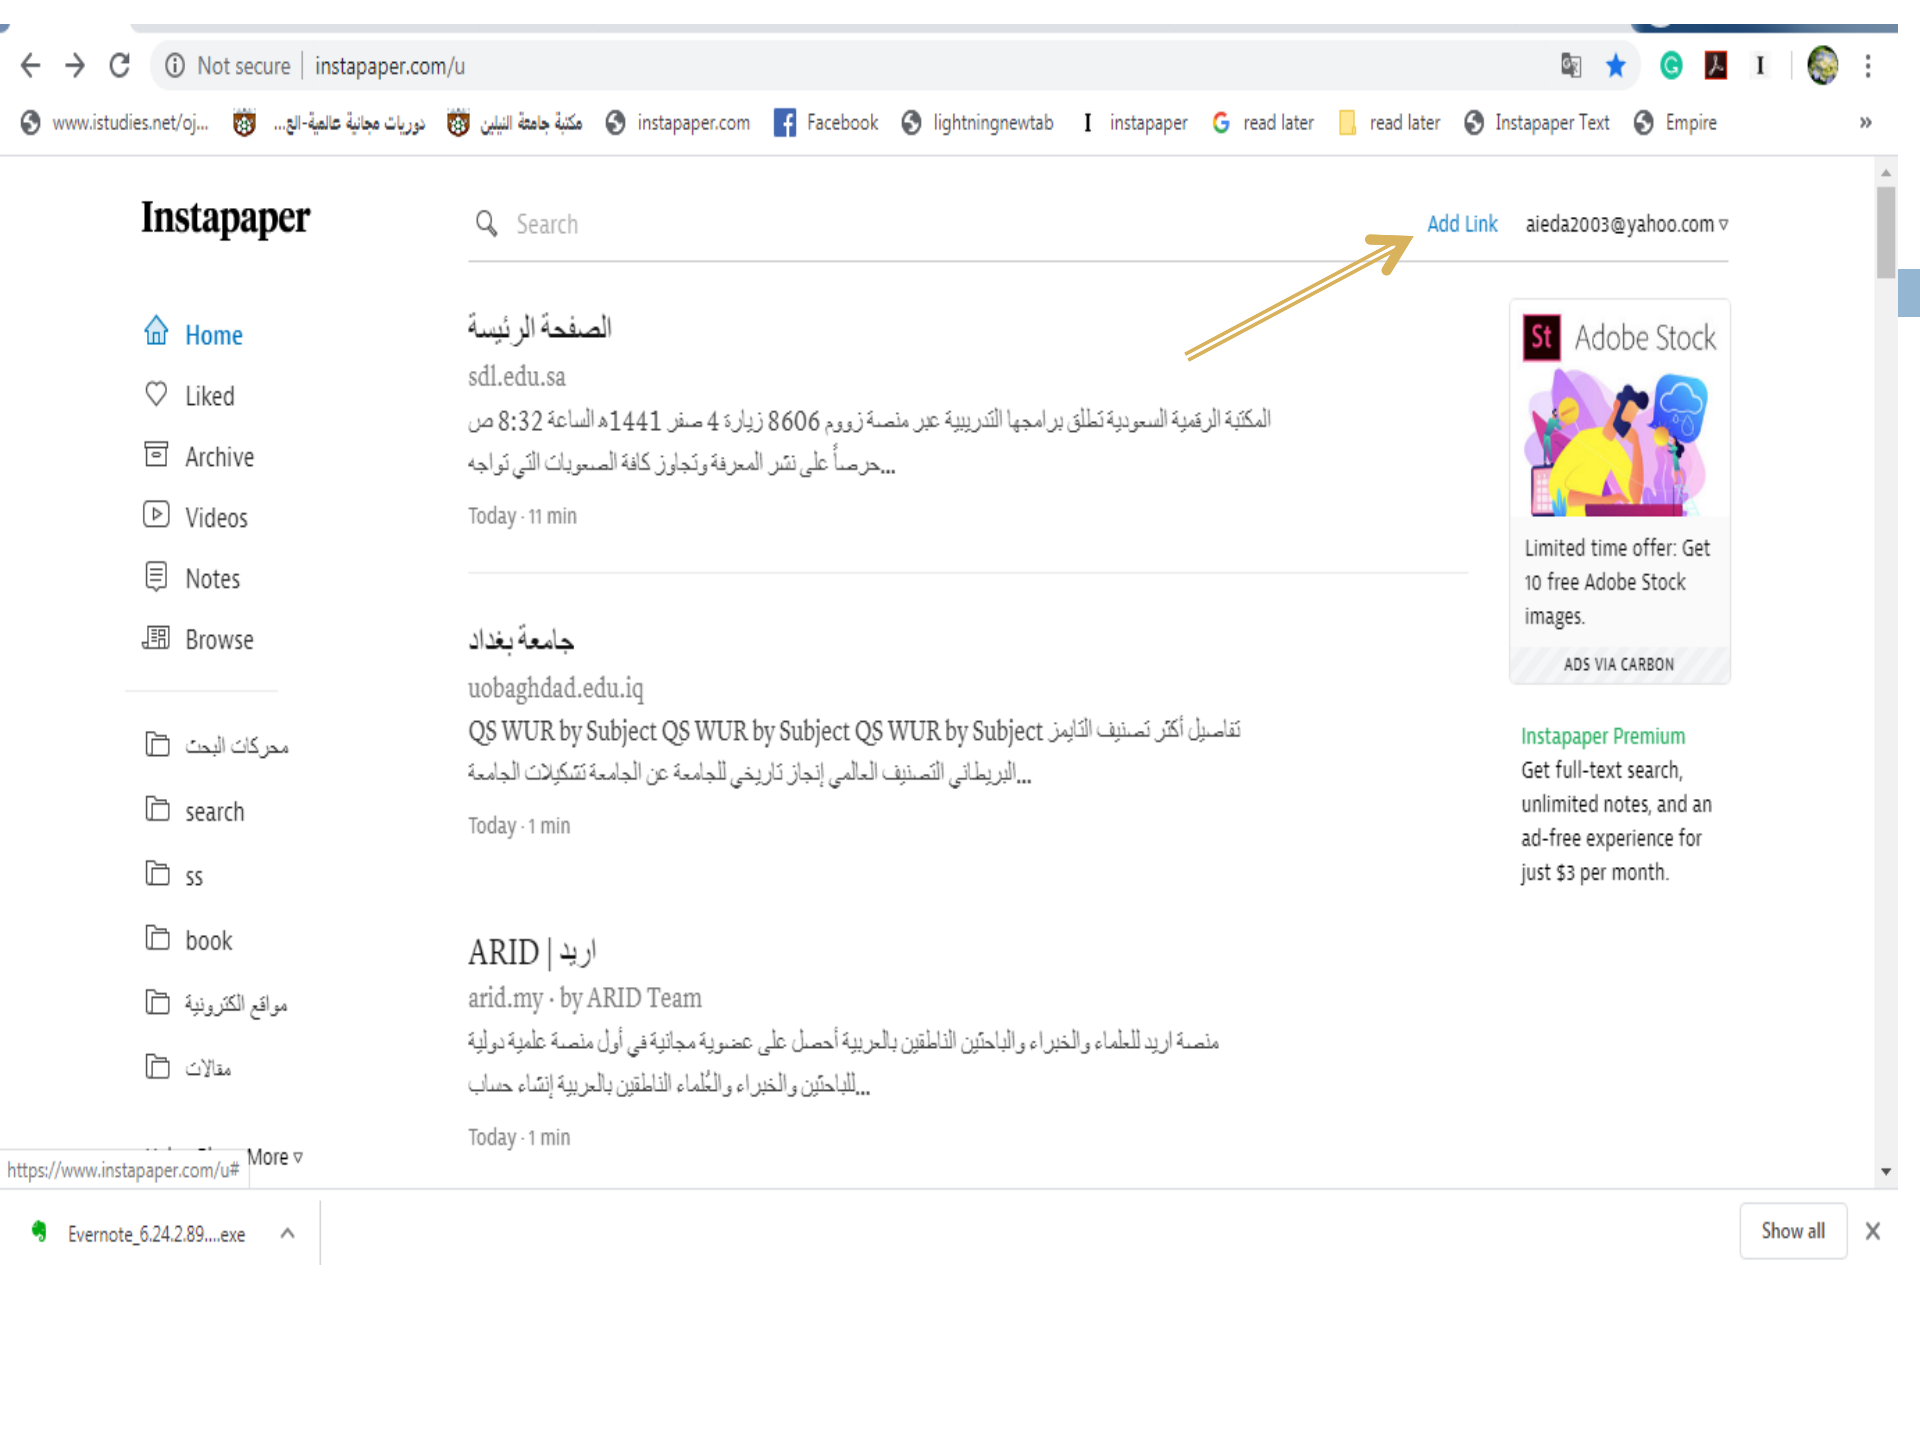 Not secure | instapaper.com/u
www.istudies.net/oj... دوريات مجانية عالمية-الع... مكتبة جامعة النيلين instapaper.com Facebook lightningnewtab instapaper read later read later Instapaper Text Empire »
Instapaper
Search
Add Link aieda2003@yahoo.com
Home
Liked
Archive
Videos
Notes
Browse
محركات البحث
search
ss
book
مواقع الكترونية
مقالات
More
https://www.instapaper.com/u#
الصفحة الرئيسة
sdl.edu.sa
المكتبة الرقمية السعودية تطلق برامجها التدريبية عبر منصة زووم 8606 زيارة 4 صفر 1441ه الساعة 8:32 ص
حرصاً على نشر المعرفة وتجاوز كافة الصعوبات التي تواجه...
Today · 11 min
جامعة بغداد
uobaghdad.edu.iq
QS WUR by Subject QS WUR by Subject QS WUR by Subject تفاصيل أكثر تصنيف التايمز
البريطاني التصنيف العالمي إنجاز تاريخي للجامعة عن الجامعة تشكيلات الجامعة...
Today · 1 min
ARID | اريد
arid.my · by ARID Team
منصة اريد للعلماء والخبراء والباحثين الناطقين بالعربية أحصل على عضوية مجانية في أول منصة علمية دولية
للباحثين والخبراء والعُلماء الناطقين بالعربية إنشاء حساب...
Today · 1 min
St Adobe Stock
Limited time offer: Get
10 free Adobe Stock
images.
ADS VIA CARBON
Instapaper Premium
Get full-text search,
unlimited notes, and an
ad-free experience for
just $3 per month.
Evernote_6.24.2.89....exe
Show all